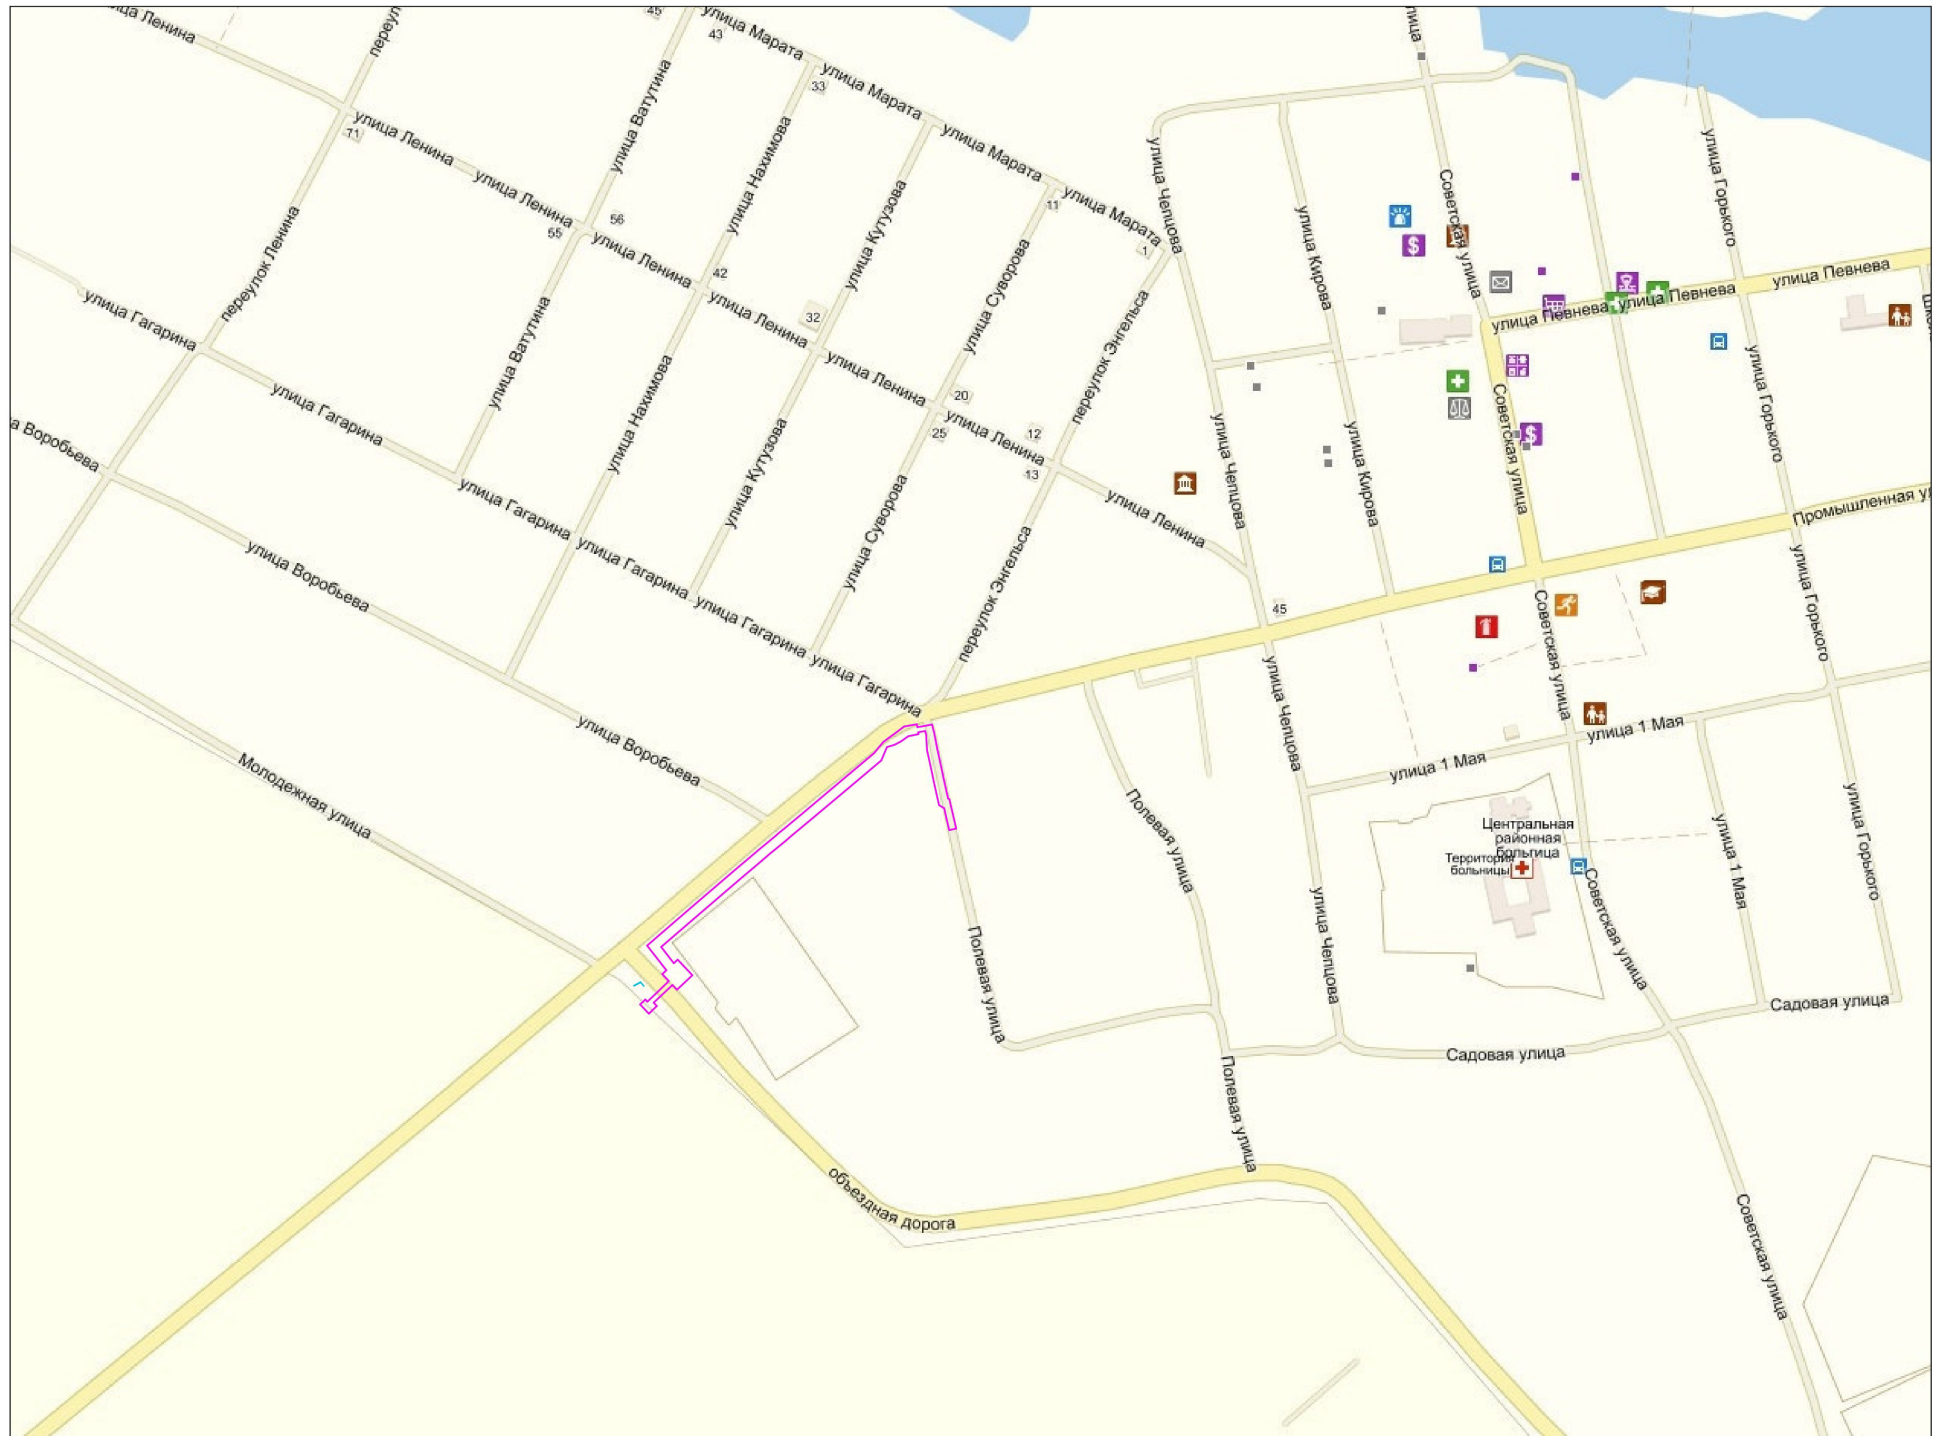 ица Ленина
переул
45
43
улица Марата
улица Марата
улица Марата
улица Марата
лица
33
улица Ватутина
71
улица Ленина
улица Ленина
улица Нахимова
улица Чепцова
улица Горького
Советская улица
11
улица Кутузова
1
56
55
улица Ленина
переулок Ленина
улица Суворова
улица Кирова
42
улица Певнева
улица Певнева
улица Певнева
улица Гагарина
улица Ленина
32
улица Ватутина
переулок Энгельса
улица Ленина
улица Горького
улица Гагарина
улица Нахимова
20
25
12
13
улица Ленина
улица Чепцова
Советская улица
улица Кирова
а Воробьева
улица Кутузова
улица Суворова
улица Гагарина
улица Ленина
Промышленная у
улица Воробьева
улица Гагарина
переулок Энгельса
улица Гагарина
улица Гагарина
45
улица Горького
Советская улица
улица Чепцова
улица Воробьева
Молодежная улица
улица 1 Мая
улица 1 Мая
Полевая улица
улица Горького
улица 1 Мая
Центральная
районная
больница
Территория
больницы
Советская улица
улица Чепцова
Полевая улица
Садовая улица
Садовая улица
Полевая улица
объездная дорога
Советская улица